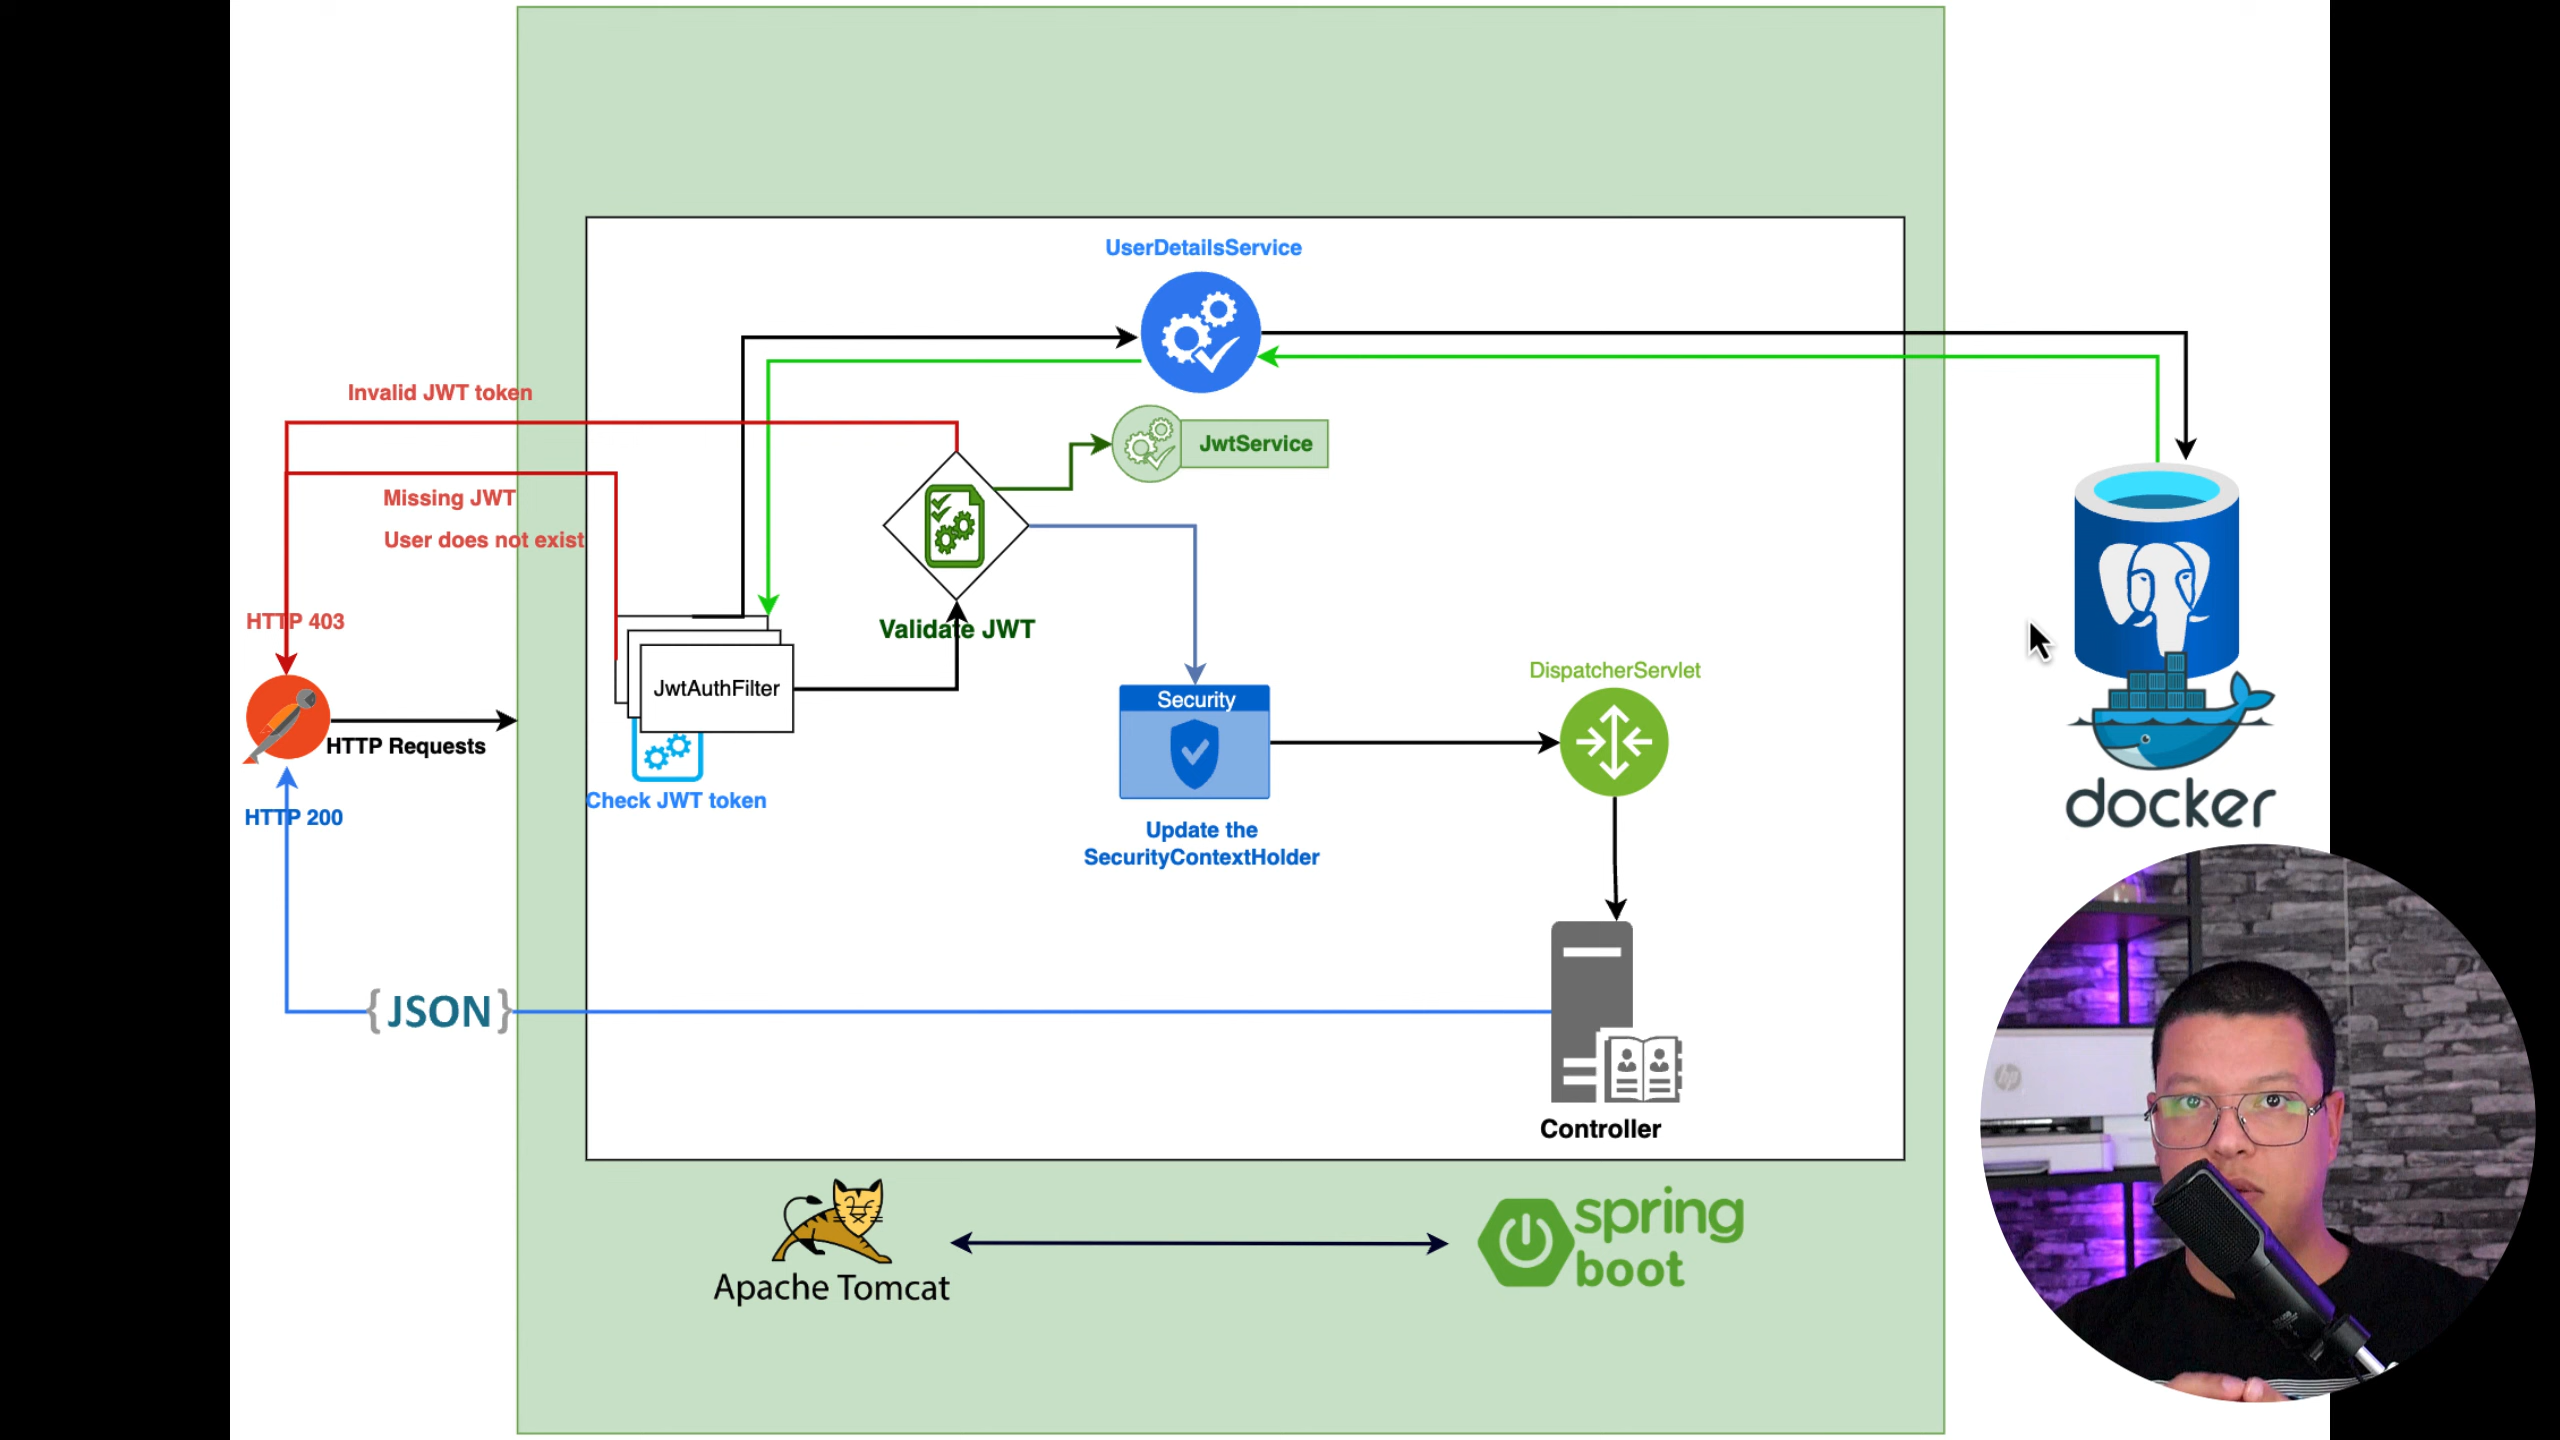 UserDetailsService
Invalid JWT token
JwtService
Missing JWT
User does not exist
HTTP 403
Validate JWT
JwtAuthFilter
DispatcherServlet
Security
HTTP Requests
Check JWT token
HTTP 200
Update the
SecurityContextHolder
docker
{JSON}
hp
Controller
Apache Tomcat
spring
boot